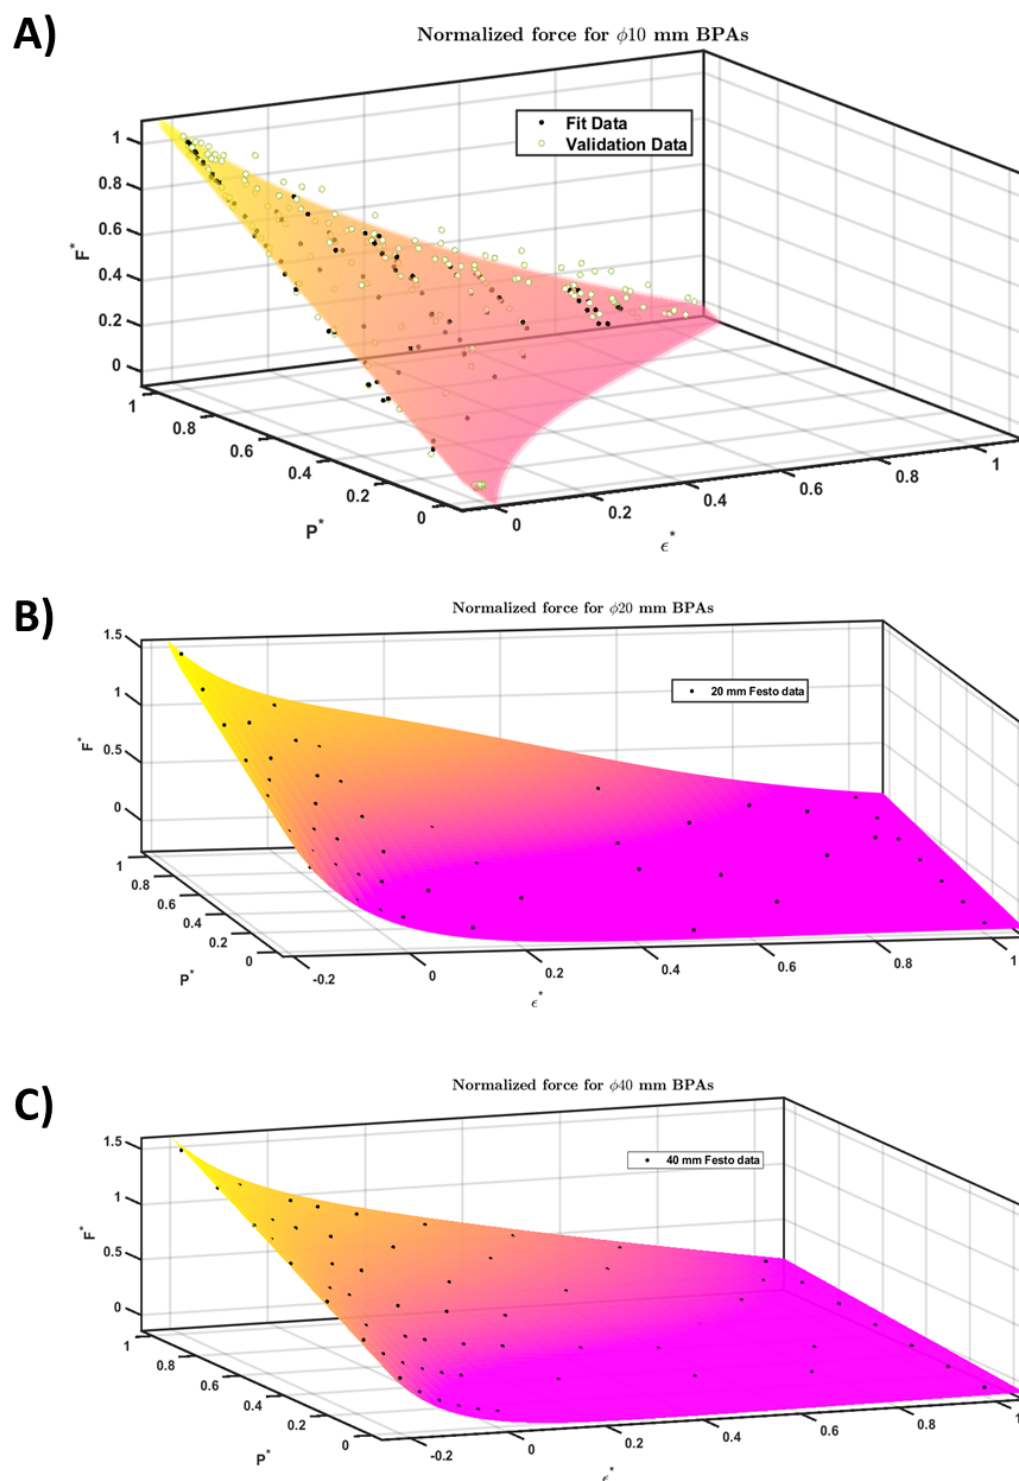 A)
Normalized force for ϕ10 mm BPAs
Fit Data
Validation Data
1
0.8
0.6
0.4
0.2
0
F*
1
0.8
0.6
0.4
0.2
0
P*
0
0.2
0.4
0.6
0.8
1
ϵ*
B)
Normalized force for ϕ20 mm BPAs
20 mm Festo data
1.5
1
0.5
0
F*
1
0.8
0.6
0.4
0.2
0
P*
-0.2
0
0.2
0.4
0.6
0.8
1
ϵ*
C)
Normalized force for ϕ40 mm BPAs
40 mm Festo data
1.5
1
0.5
0
F*
1
0.8
0.6
0.4
0.2
0
P*
-0.2
0
0.2
0.4
0.6
0.8
1
ϵ*